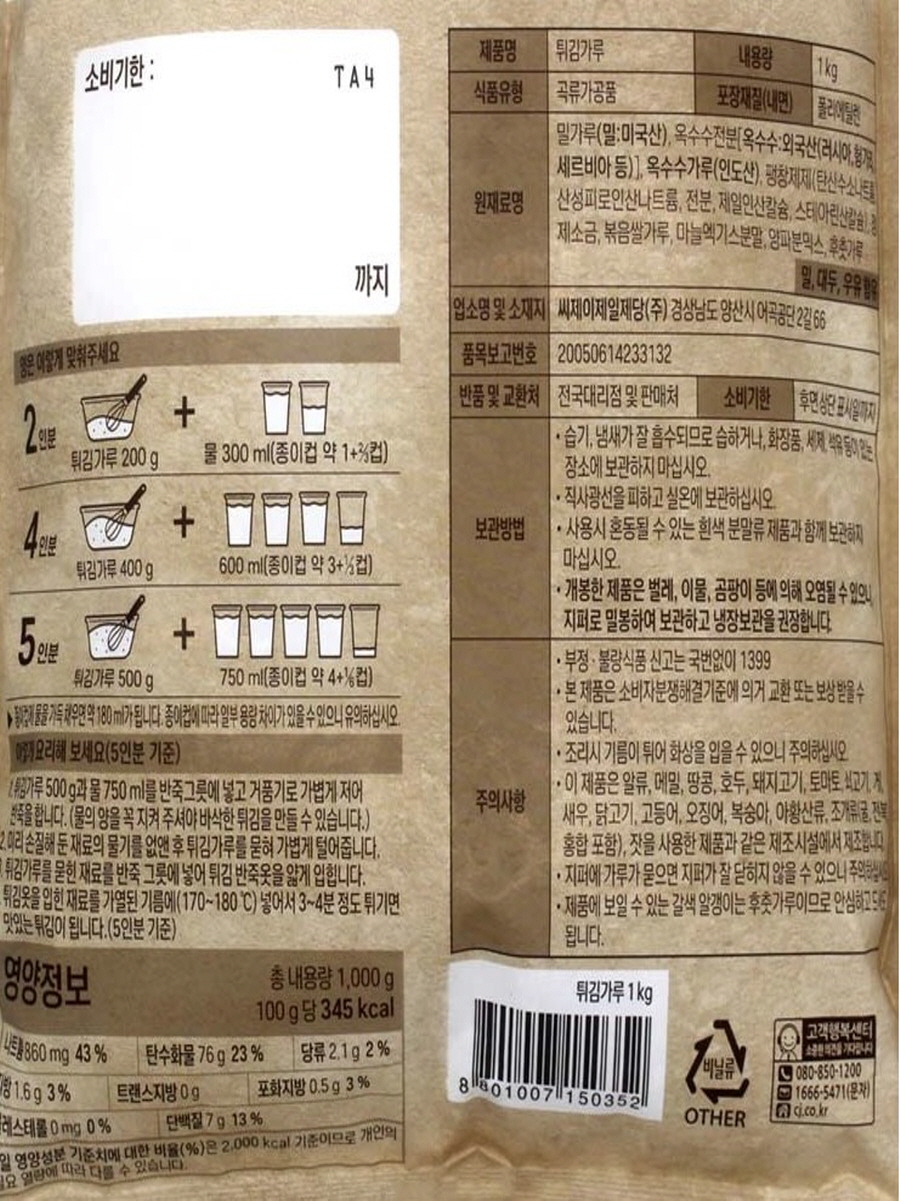 소비기한 :
TA4
까지
양은 이렇게 맞춰주세요
2인분
튀김가루 200 g
+
물 300 ml(종이컵 약 1+⅔컵)
4인분
튀김가루 400 g
+
600 ml(종이컵 약 3+⅓컵)
5인분
튀김가루 500 g
+
750 ml(종이컵 약 4+⅙컵)
▶ 종이컵에 물을 가득 채우면 약 180 ml가 됩니다. 종이컵에 따라 일부 용량 차이가 있을 수 있으니 유의하십시오.
이렇게 요리해 보세요(5인분 기준)
1. 튀김가루 500 g과 물 750 ml를 반죽그릇에 넣고 거품기로 가볍게 저어
반죽을 합니다. (물의 양을 꼭 지켜 주셔야 바삭한 튀김을 만들 수 있습니다.)
2. 미리 손질해 둔 재료의 물기를 없앤 후 튀김가루를 묻혀 가볍게 털어줍니다.
튀김가루를 묻힌 재료를 반죽 그릇에 넣어 튀김 반죽옷을 얇게 입힙니다.
튀김옷을 입힌 재료를 가열된 기름에(170~180 ℃) 넣어서 3~4분 정도 튀기면
맛있는 튀김이 됩니다.(5인분 기준)
영양정보
총 내용량 1,000 g
100 g당 345 kcal
나트륨 860 mg 43 % 탄수화물 76 g 23 % 당류 2.1 g 2 %
지방 1.6 g 3 % 트랜스지방 0 g 포화지방 0.5 g 3 %
콜레스테롤 0 mg 0 % 단백질 7 g 13 %
1일 영양성분 기준치에 대한 비율(%)은 2,000 kcal 기준이므로 개인의
필요 열량에 따라 다를 수 있습니다.
제품명 튀김가루 내용량 1kg
식품유형 곡류가공품 포장재질(내면) 폴리에틸렌
원재료명
밀가루(밀:미국산), 옥수수전분[옥수수:외국산(러시아, 헝가리,
세르비아 등)], 옥수수가루(인도산), 팽창제제(탄산수소나트륨,
산성피로인산나트륨, 전분, 제일인산칼슘, 스테아린산칼슘), 정
제소금, 볶음쌀가루, 마늘엑기스분말, 양파분믹스, 후춧가루
밀, 대두, 우유 함유
업소명 및 소재지 씨제이제일제당(주) 경상남도 양산시 어곡공단 2길 66
품목보고번호 20050614233132
반품 및 교환처 전국대리점 및 판매처 소비기한 후면 상단 표시일까지
보관방법
• 습기, 냄새가 잘 흡수되므로 습하거나, 화장품, 세제, 석유 등이 있는
장소에 보관하지 마십시오.
• 직사광선을 피하고 실온에 보관하십시오.
• 사용시 혼동될 수 있는 흰색 분말류 제품과 함께 보관하지
마십시오.
• 개봉한 제품은 벌레, 이물, 곰팡이 등에 의해 오염될 수 있으니,
지퍼로 밀봉하여 보관하고 냉장보관을 권장합니다.
주의사항
• 부정 · 불량식품 신고는 국번없이 1399
• 본 제품은 소비자분쟁해결기준에 의거 교환 또는 보상 받을 수
있습니다.
• 조리시 기름이 튀어 화상을 입을 수 있으니 주의하십시오.
• 이 제품은 알류, 메밀, 땅콩, 호두, 돼지고기, 토마토, 쇠고기, 게,
새우, 닭고기, 고등어, 오징어, 복숭아, 아황산류, 조개류(굴, 전복,
홍합 포함), 잣을 사용한 제품과 같은 제조시설에서 제조합니다.
• 지퍼에 가루가 묻으면 지퍼가 잘 닫히지 않을 수 있으니 주의하십시오.
• 제품에 보일 수 있는 갈색 알갱이는 후춧가루이므로 안심하고 드셔도
됩니다.
튀김가루 1 kg
8 801007 150352
비닐류
OTHER
고객행복센터
소중한 의견을 기다립니다
080-850-1200
1666-5471(문자)
cj.co.kr